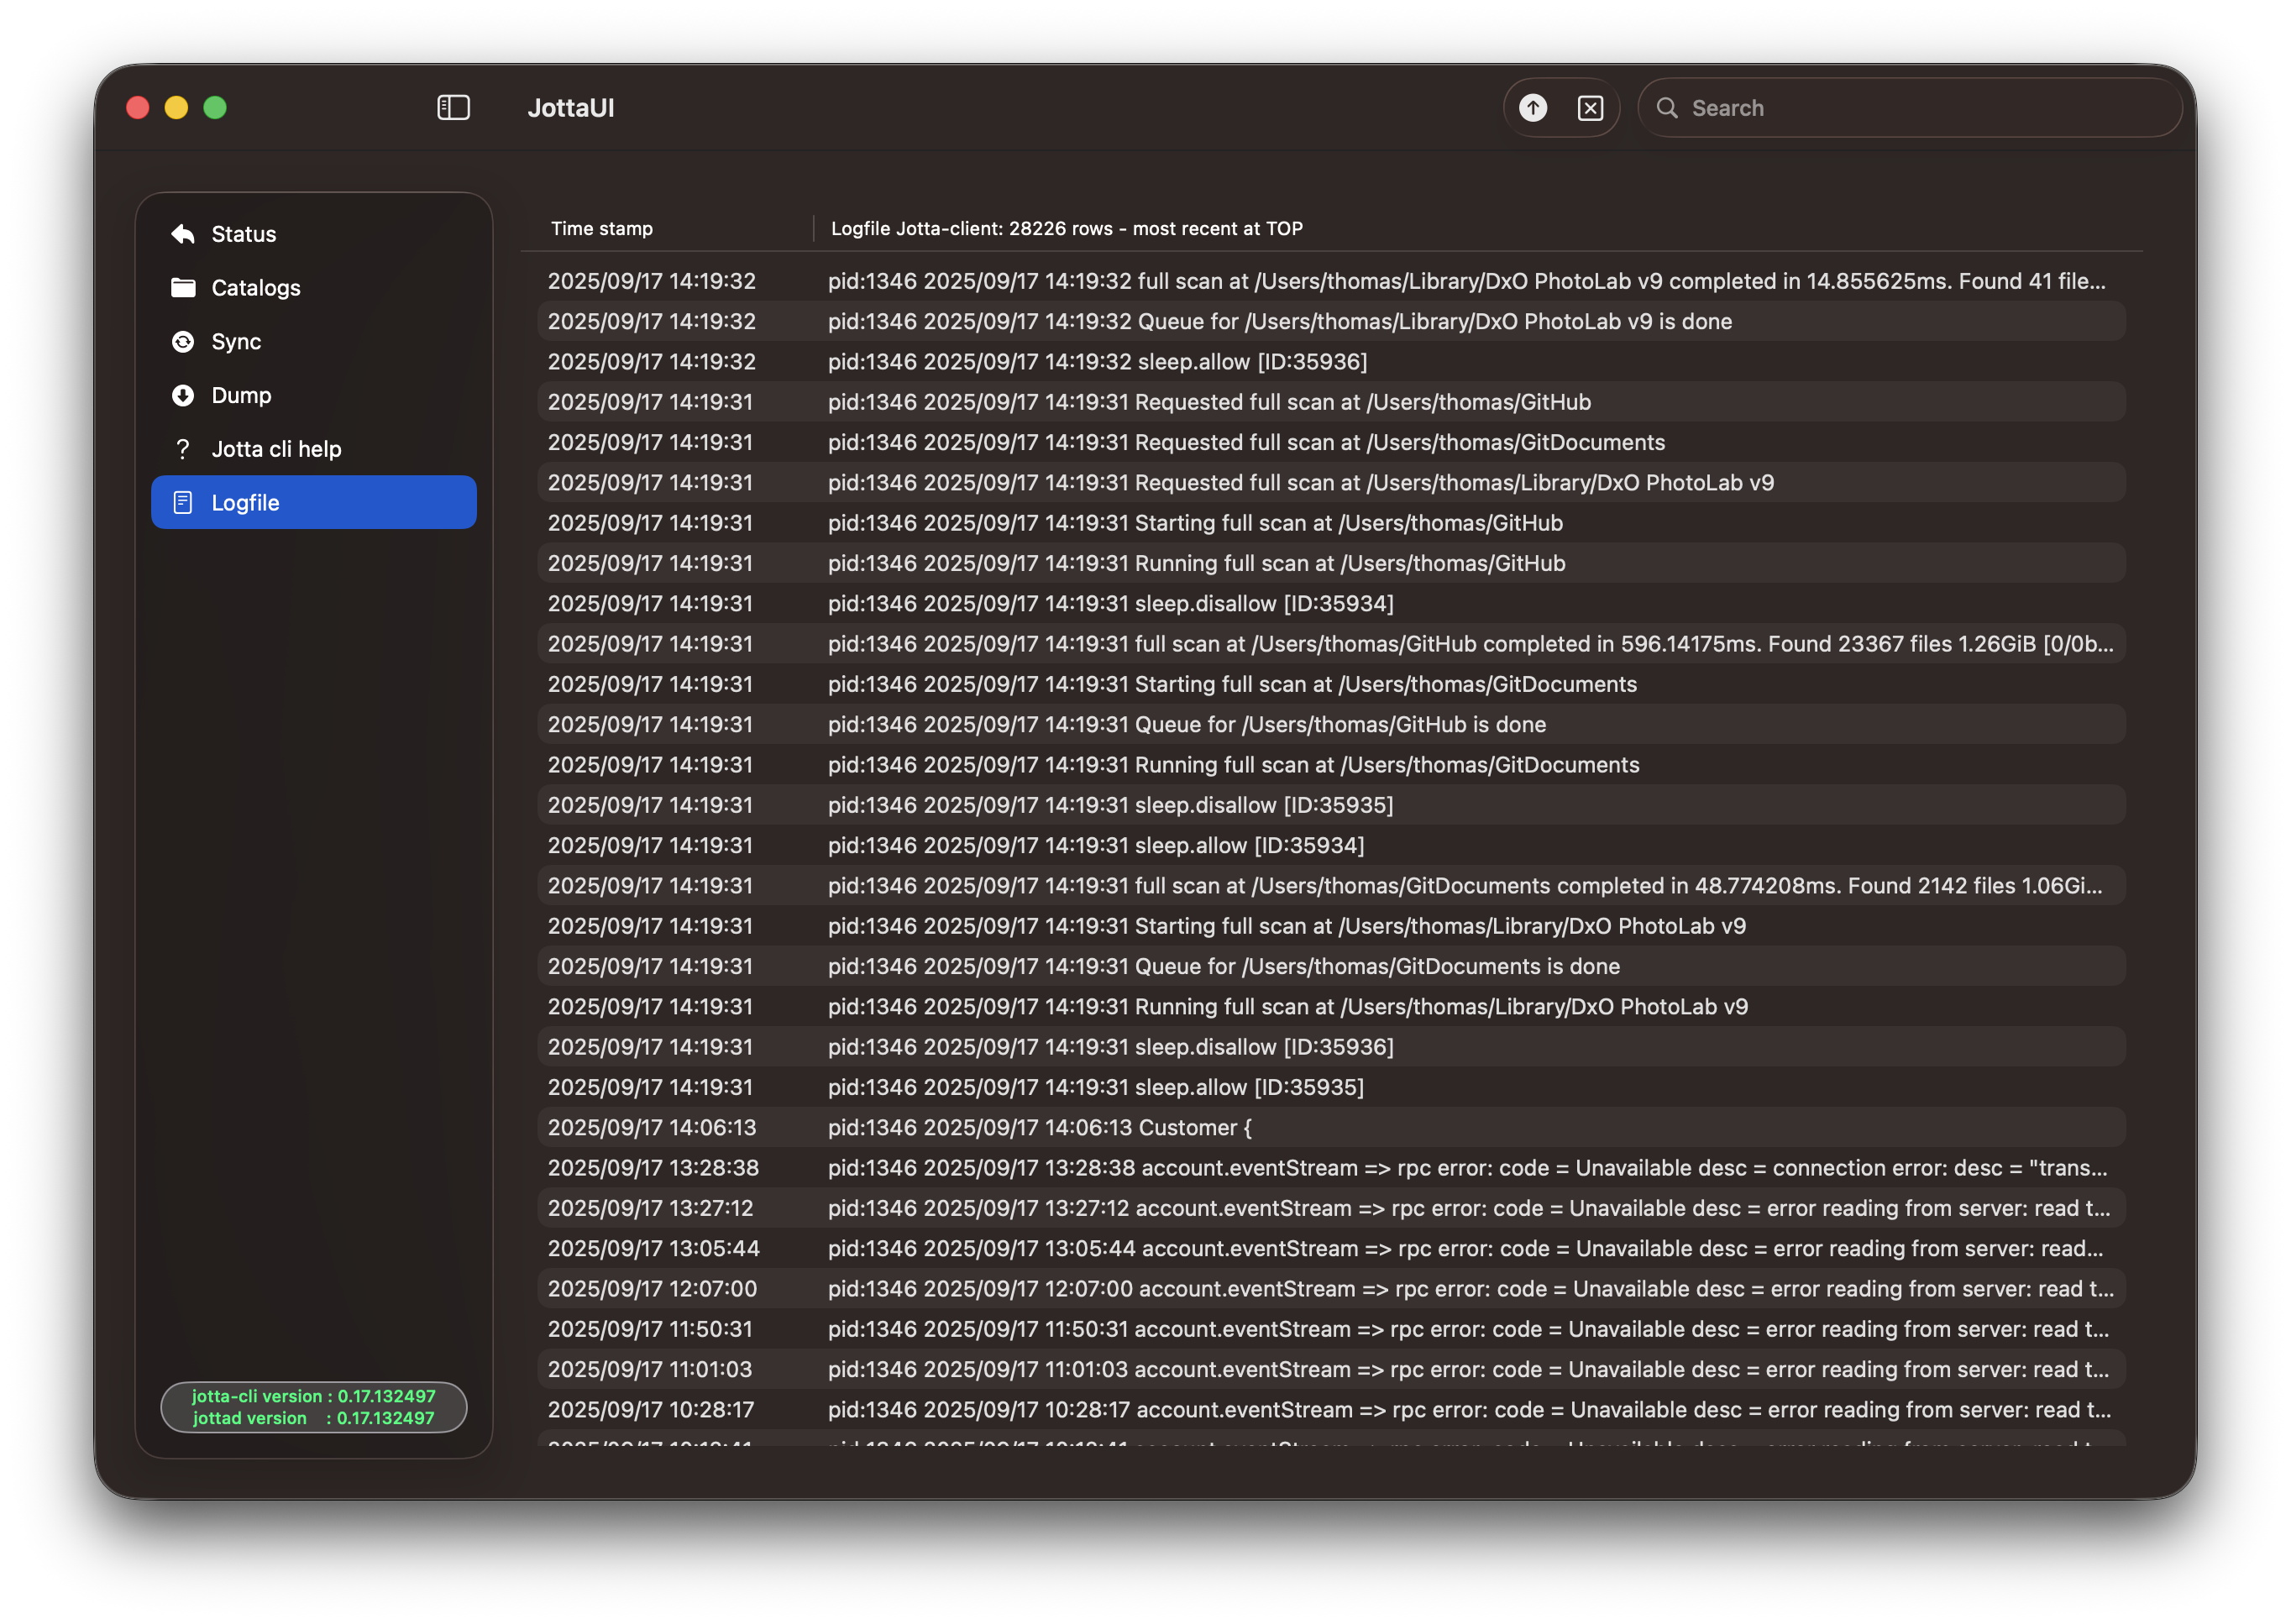 JottaUI
Search
Status
Catalogs
Sync
Dump
? Jotta cli help
Logfile
jotta-cli version : 0.17.132497
jottad version : 0.17.132497
Time stamp Logfile Jotta-client: 28226 rows - most recent at TOP
2025/09/17 14:19:32 pid:1346 2025/09/17 14:19:32 full scan at /Users/thomas/Library/DxO PhotoLab v9 completed in 14.855625ms. Found 41 file...
2025/09/17 14:19:32 pid:1346 2025/09/17 14:19:32 Queue for /Users/thomas/Library/DxO PhotoLab v9 is done
2025/09/17 14:19:32 pid:1346 2025/09/17 14:19:32 sleep.allow [ID:35936]
2025/09/17 14:19:31 pid:1346 2025/09/17 14:19:31 Requested full scan at /Users/thomas/GitHub
2025/09/17 14:19:31 pid:1346 2025/09/17 14:19:31 Requested full scan at /Users/thomas/GitDocuments
2025/09/17 14:19:31 pid:1346 2025/09/17 14:19:31 Requested full scan at /Users/thomas/Library/DxO PhotoLab v9
2025/09/17 14:19:31 pid:1346 2025/09/17 14:19:31 Starting full scan at /Users/thomas/GitHub
2025/09/17 14:19:31 pid:1346 2025/09/17 14:19:31 Running full scan at /Users/thomas/GitHub
2025/09/17 14:19:31 pid:1346 2025/09/17 14:19:31 sleep.disallow [ID:35934]
2025/09/17 14:19:31 pid:1346 2025/09/17 14:19:31 full scan at /Users/thomas/GitHub completed in 596.14175ms. Found 23367 files 1.26GiB [0/0b...
2025/09/17 14:19:31 pid:1346 2025/09/17 14:19:31 Starting full scan at /Users/thomas/GitDocuments
2025/09/17 14:19:31 pid:1346 2025/09/17 14:19:31 Queue for /Users/thomas/GitHub is done
2025/09/17 14:19:31 pid:1346 2025/09/17 14:19:31 Running full scan at /Users/thomas/GitDocuments
2025/09/17 14:19:31 pid:1346 2025/09/17 14:19:31 sleep.disallow [ID:35935]
2025/09/17 14:19:31 pid:1346 2025/09/17 14:19:31 sleep.allow [ID:35934]
2025/09/17 14:19:31 pid:1346 2025/09/17 14:19:31 full scan at /Users/thomas/GitDocuments completed in 48.774208ms. Found 2142 files 1.06Gi...
2025/09/17 14:19:31 pid:1346 2025/09/17 14:19:31 Starting full scan at /Users/thomas/Library/DxO PhotoLab v9
2025/09/17 14:19:31 pid:1346 2025/09/17 14:19:31 Queue for /Users/thomas/GitDocuments is done
2025/09/17 14:19:31 pid:1346 2025/09/17 14:19:31 Running full scan at /Users/thomas/Library/DxO PhotoLab v9
2025/09/17 14:19:31 pid:1346 2025/09/17 14:19:31 sleep.disallow [ID:35936]
2025/09/17 14:19:31 pid:1346 2025/09/17 14:19:31 sleep.allow [ID:35935]
2025/09/17 14:06:13 pid:1346 2025/09/17 14:06:13 Customer {
2025/09/17 13:28:38 pid:1346 2025/09/17 13:28:38 account.eventStream => rpc error: code = Unavailable desc = connection error: desc = "trans...
2025/09/17 13:27:12 pid:1346 2025/09/17 13:27:12 account.eventStream => rpc error: code = Unavailable desc = error reading from server: read t...
2025/09/17 13:05:44 pid:1346 2025/09/17 13:05:44 account.eventStream => rpc error: code = Unavailable desc = error reading from server: read...
2025/09/17 12:07:00 pid:1346 2025/09/17 12:07:00 account.eventStream => rpc error: code = Unavailable desc = error reading from server: read t...
2025/09/17 11:50:31 pid:1346 2025/09/17 11:50:31 account.eventStream => rpc error: code = Unavailable desc = error reading from server: read t...
2025/09/17 11:01:03 pid:1346 2025/09/17 11:01:03 account.eventStream => rpc error: code = Unavailable desc = error reading from server: read t...
2025/09/17 10:28:17 pid:1346 2025/09/17 10:28:17 account.eventStream => rpc error: code = Unavailable desc = error reading from server: read t...